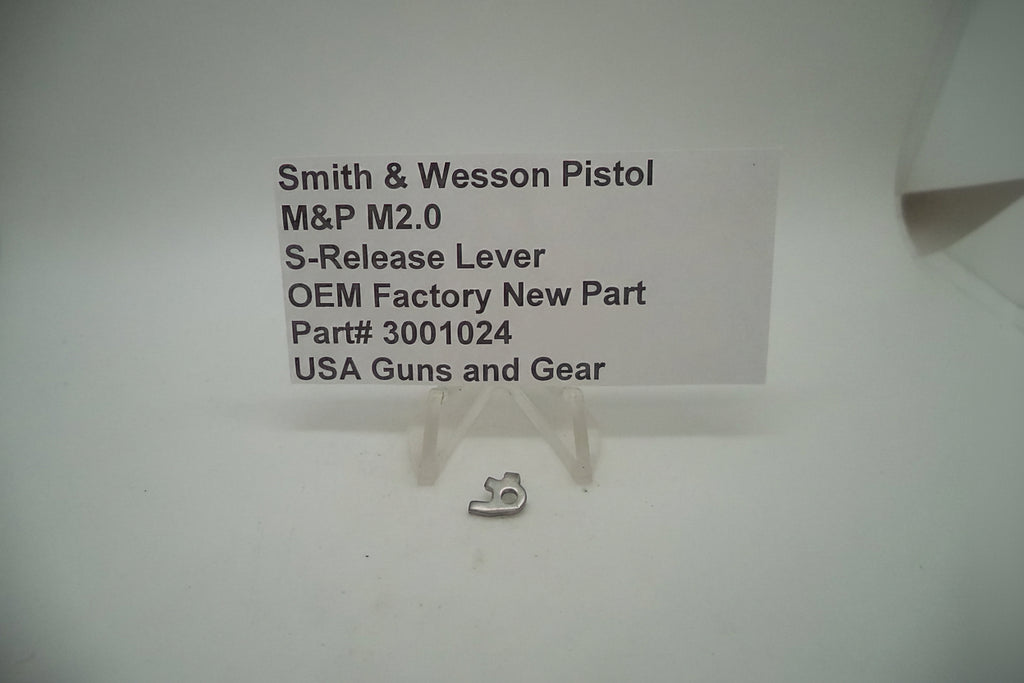 Smith & Wesson Pistol
M&P M2.0
S-Release Lever
OEM Factory New Part
Part# 3001024
USA Guns and Gear